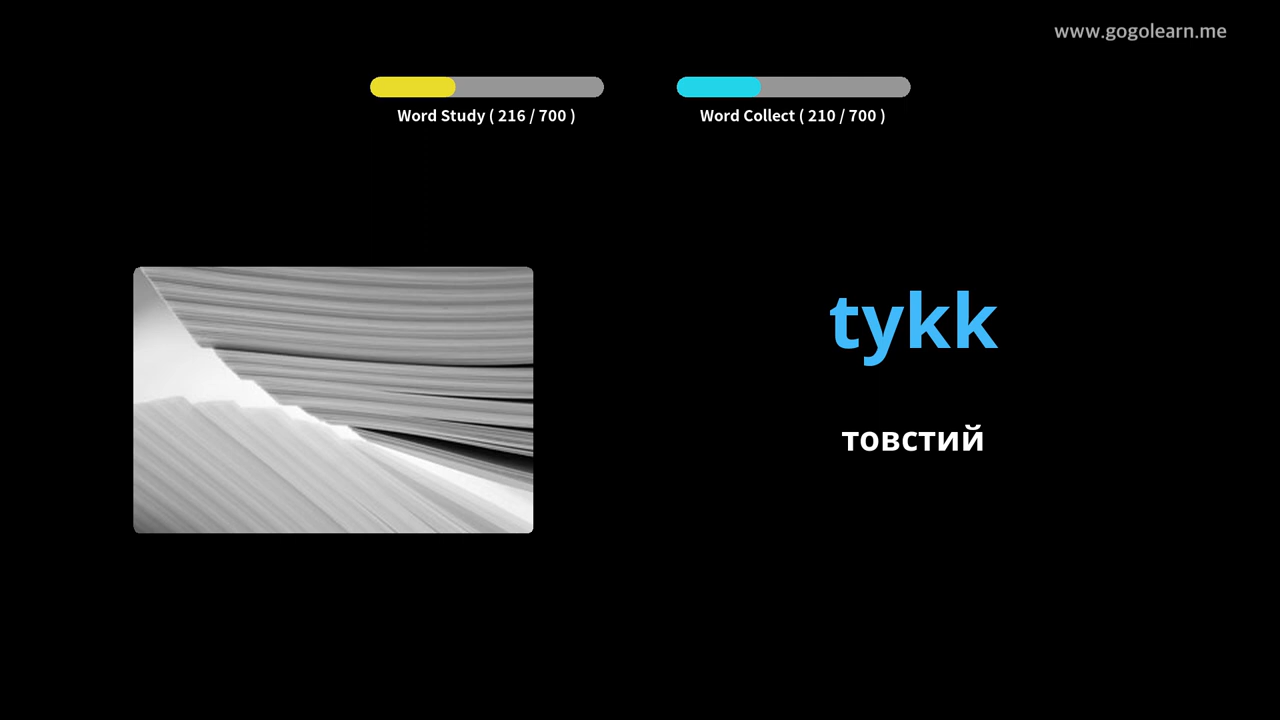 www.gogolearn.me
Word Study ( 216 / 700 )
Word Collect ( 210 / 700 )
tykk
товстий